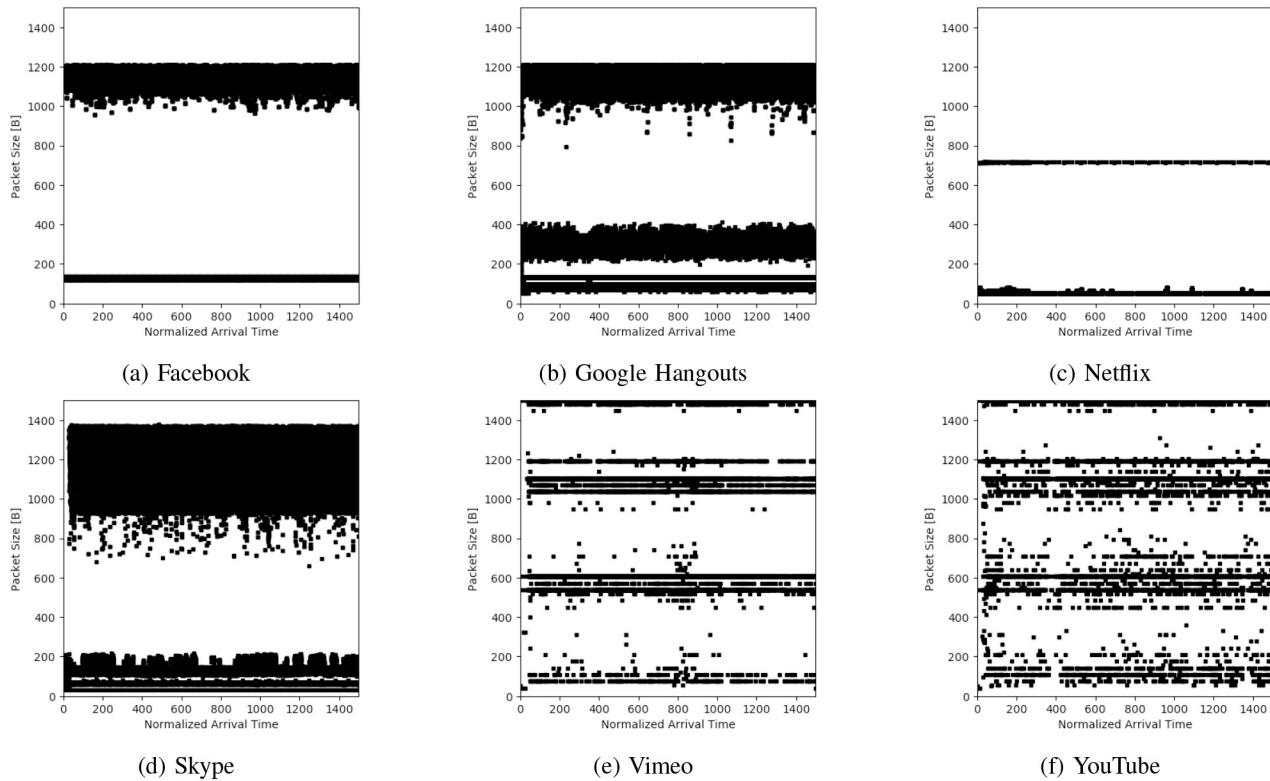 1400
1200
1000
800
600
400
200
0
Packet Size [B]
0 200 400 600 800 1000 1200 1400
Normalized Arrival Time
(a) Facebook
1400
1200
1000
800
600
400
200
0
Packet Size [B]
0 200 400 600 800 1000 1200 1400
Normalized Arrival Time
(b) Google Hangouts
1400
1200
1000
800
600
400
200
0
Packet Size [B]
0 200 400 600 800 1000 1200 1400
Normalized Arrival Time
(c) Netflix
1400
1200
1000
800
600
400
200
0
Packet Size [B]
0 200 400 600 800 1000 1200 1400
Normalized Arrival Time
(d) Skype
1400
1200
1000
800
600
400
200
0
Packet Size [B]
0 200 400 600 800 1000 1200 1400
Normalized Arrival Time
(e) Vimeo
1400
1200
1000
800
600
400
200
0
Packet Size [B]
0 200 400 600 800 1000 1200 1400
Normalized Arrival Time
(f) YouTube